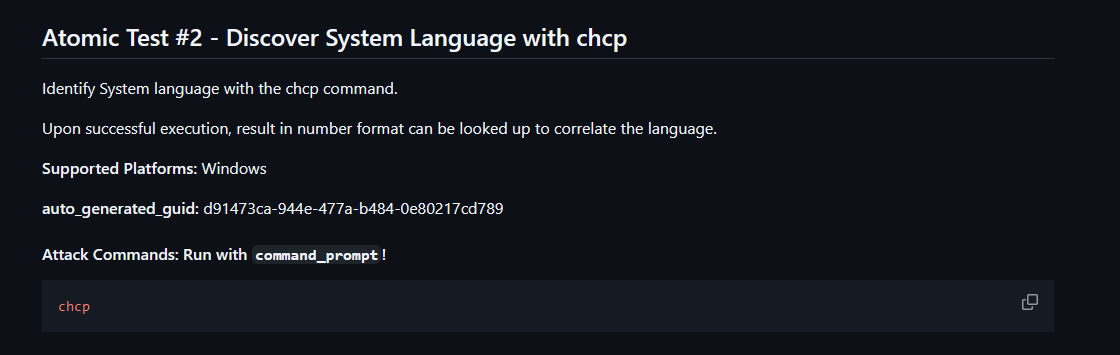 Atomic Test #2 - Discover System Language with chcp
Identify System language with the chcp command.
Upon successful execution, result in number format can be looked up to correlate the language.
Supported Platforms: Windows
auto_generated_guid: d91473ca-944e-477a-b484-0e80217cd789
Attack Commands: Run with command_prompt!
chcp